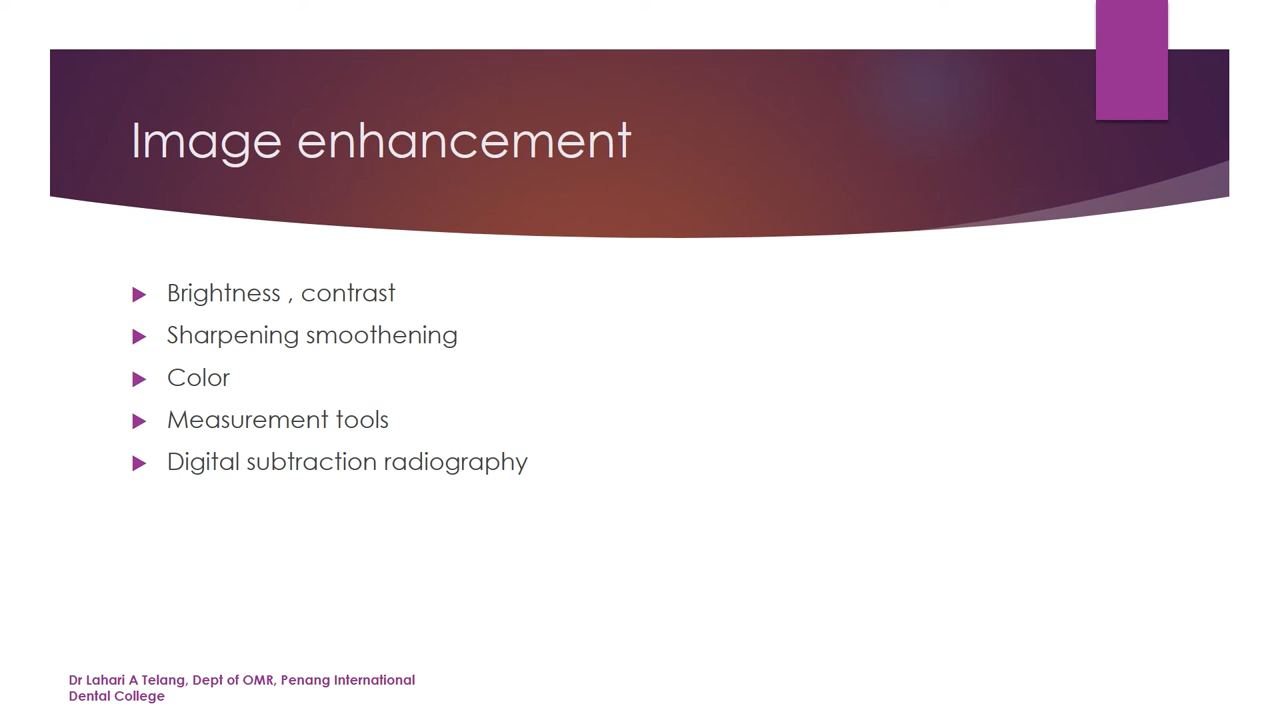 Image enhancement
Brightness , contrast
Sharpening smoothening
Color
Measurement tools
Digital subtraction radiography
Dr Lahari A Telang, Dept of OMR, Penang International
Dental College